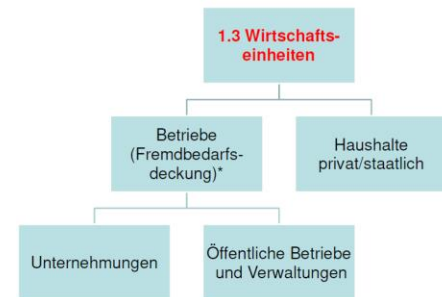 1.3 Wirtschafts-
einheiten
Betriebe
(Fremdbedarfs-
deckung)*
Haushalte
privat/staatlich
Unternehmungen
Öffentliche Betriebe
und Verwaltungen